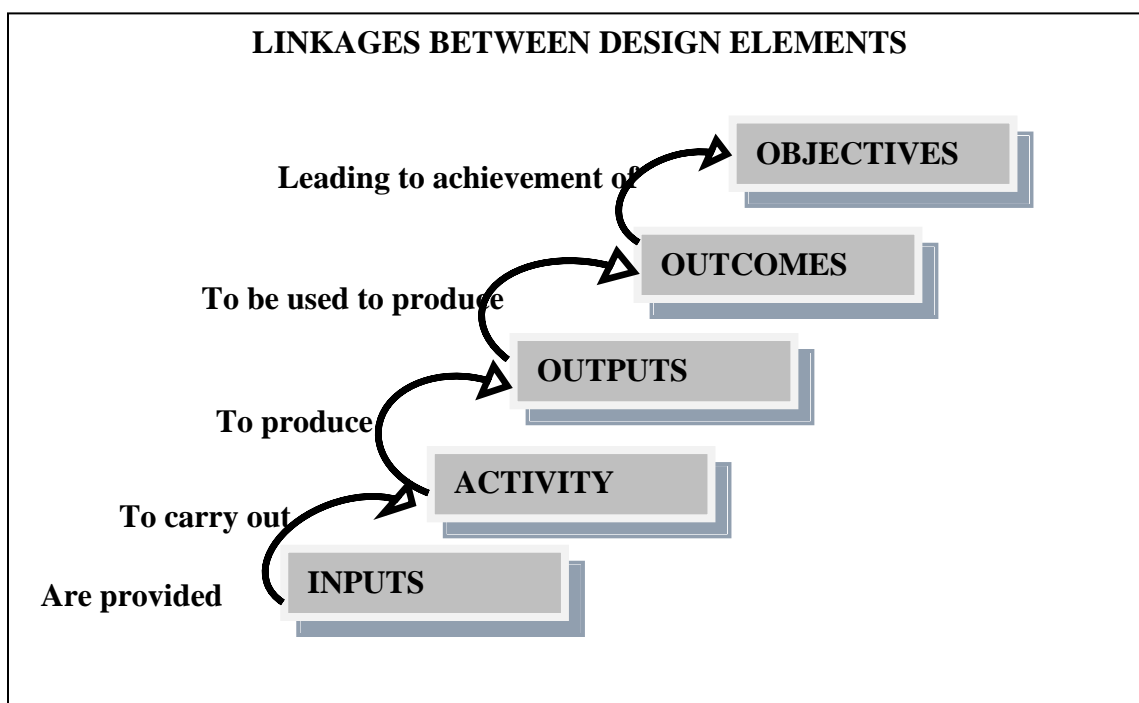 LINKAGES BETWEEN DESIGN ELEMENTS
OBJECTIVES
Leading to achievement of
OUTCOMES
To be used to produce
OUTPUTS
To produce
ACTIVITY
To carry out
INPUTS
Are provided